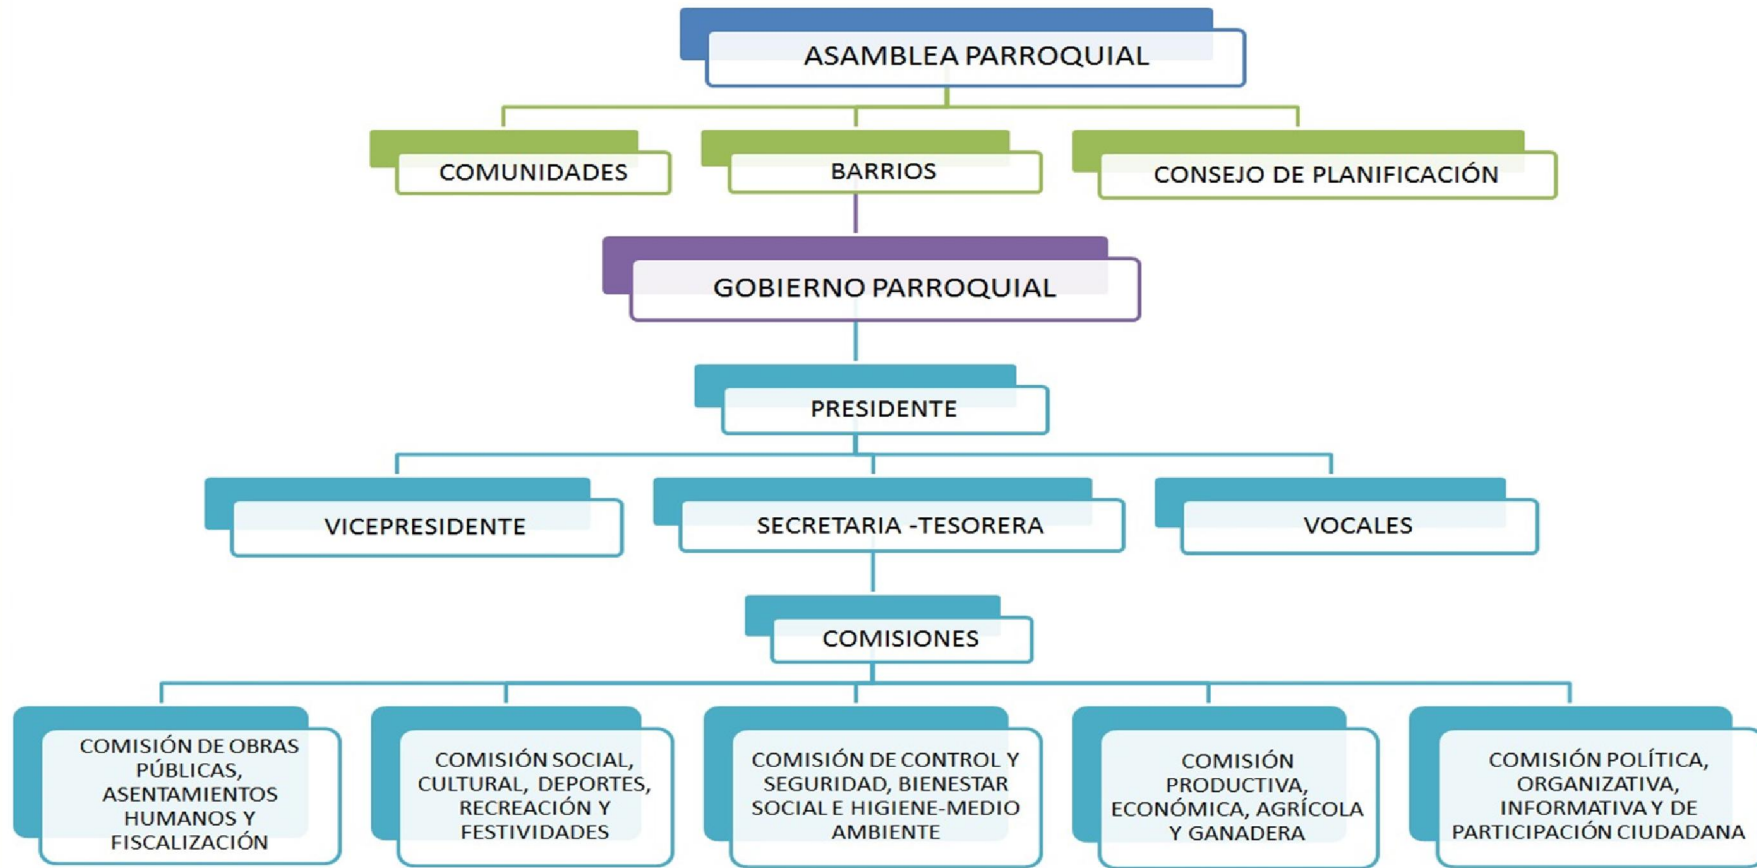 ASAMBLEA PARROQUIAL
COMUNIDADES
BARRIOS
CONSEJO DE PLANIFICACIÓN
GOBIERNO PARROQUIAL
PRESIDENTE
VICEPRESIDENTE
SECRETARIA -TESORERA
VOCALES
COMISIONES
COMISIÓN DE OBRAS
PÚBLICAS,
ASENTAMIENTOS
HUMANOS Y
FISCALIZACIÓN
COMISIÓN SOCIAL,
CULTURAL, DEPORTES,
RECREACIÓN Y
FESTIVIDADES
COMISIÓN DE CONTROL Y
SEGURIDAD, BIENESTAR
SOCIAL E HIGIENE-MEDIO
AMBIENTE
COMISIÓN
PRODUCTIVA,
ECONÓMICA, AGRÍCOLA
Y GANADERA
COMISIÓN POLÍTICA,
ORGANIZATIVA,
INFORMATIVA Y DE
PARTICIPACIÓN CIUDADANA